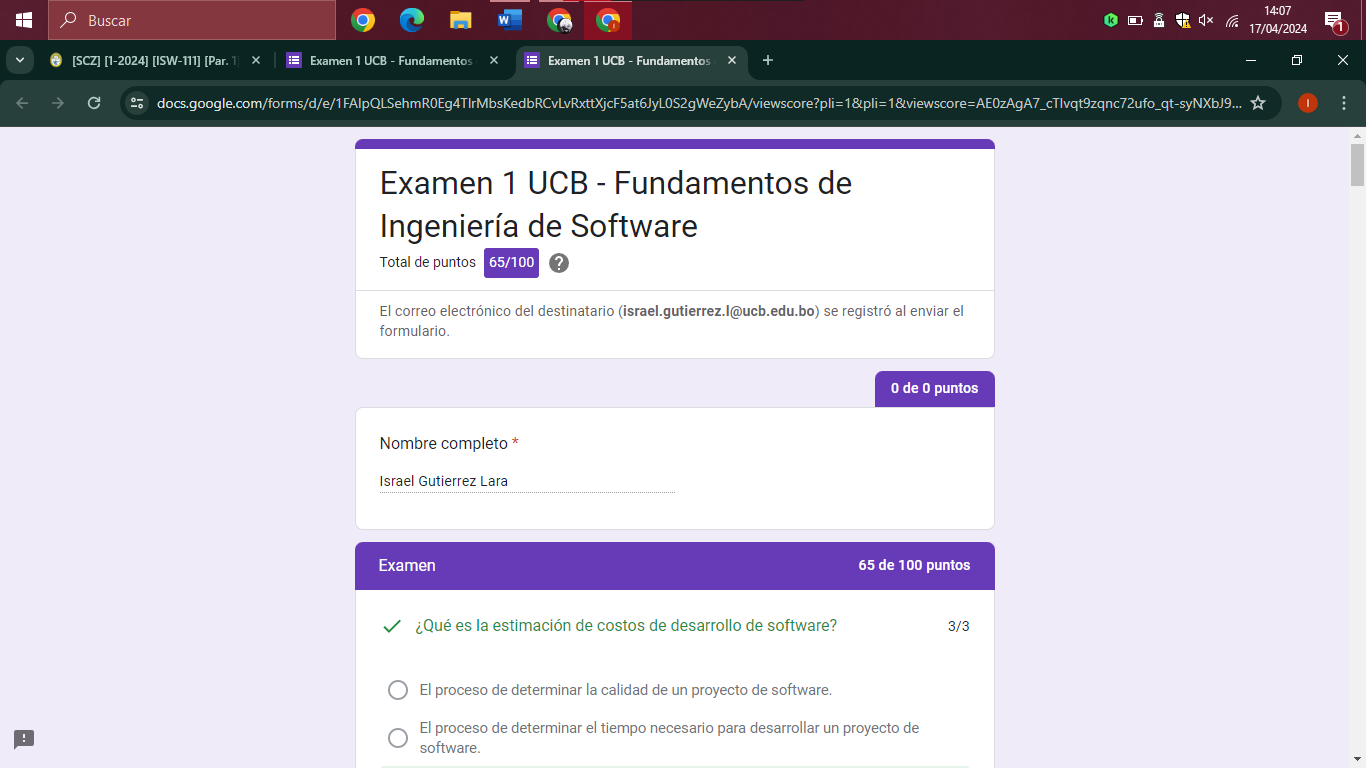 Buscar
14:07
17/04/2024
1
[SCZ] [1-2024] [ISW-111] [Par. 1]
Examen 1 UCB - Fundamentos
Examen 1 UCB - Fundamentos
docs.google.com/forms/d/e/1FAIpQLSehmR0Eg4TlrMbsKedbRCvLvRxttXjcF5at6JyL0S2gWeZybA/viewscore?pli=1&pli=1&viewscore=AE0zAgA7_cTlvqt9zqnc72ufo_qt-syNXbJ9...
I
Examen 1 UCB - Fundamentos de
Ingeniería de Software
Total de puntos 65/100
El correo electrónico del destinatario (israel.gutierrez.l@ucb.edu.bo) se registró al enviar el
formulario.
0 de 0 puntos
Nombre completo *
Israel Gutierrez Lara
Examen 65 de 100 puntos
¿Qué es la estimación de costos de desarrollo de software? 3/3
El proceso de determinar la calidad de un proyecto de software.
El proceso de determinar el tiempo necesario para desarrollar un proyecto de
software.